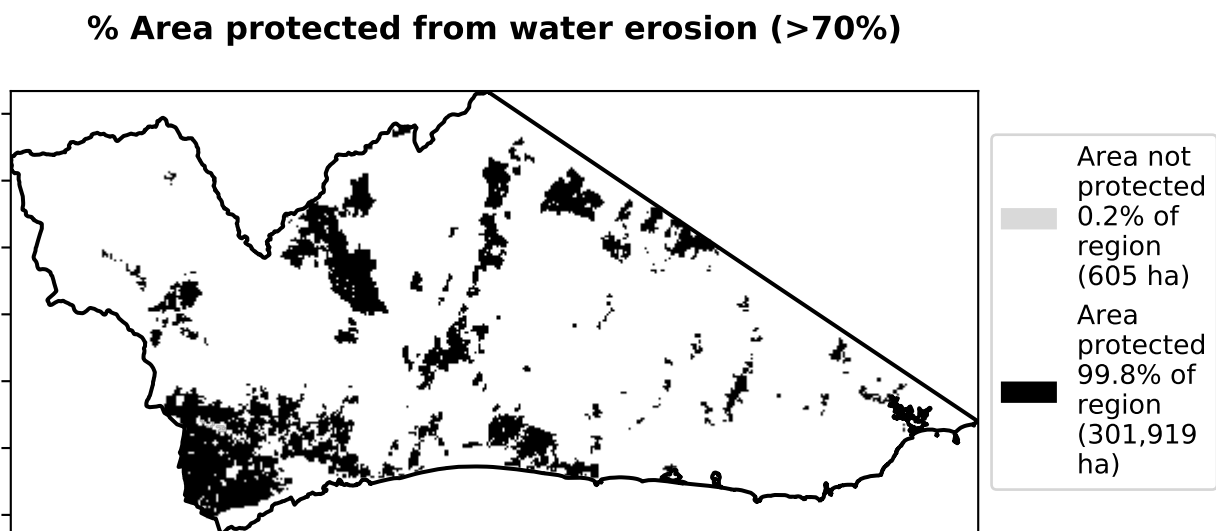 % Area protected from water erosion (>70%)
Area not
protected
0.2% of
region
(605 ha)
Area
protected
99.8% of
region
(301,919
ha)